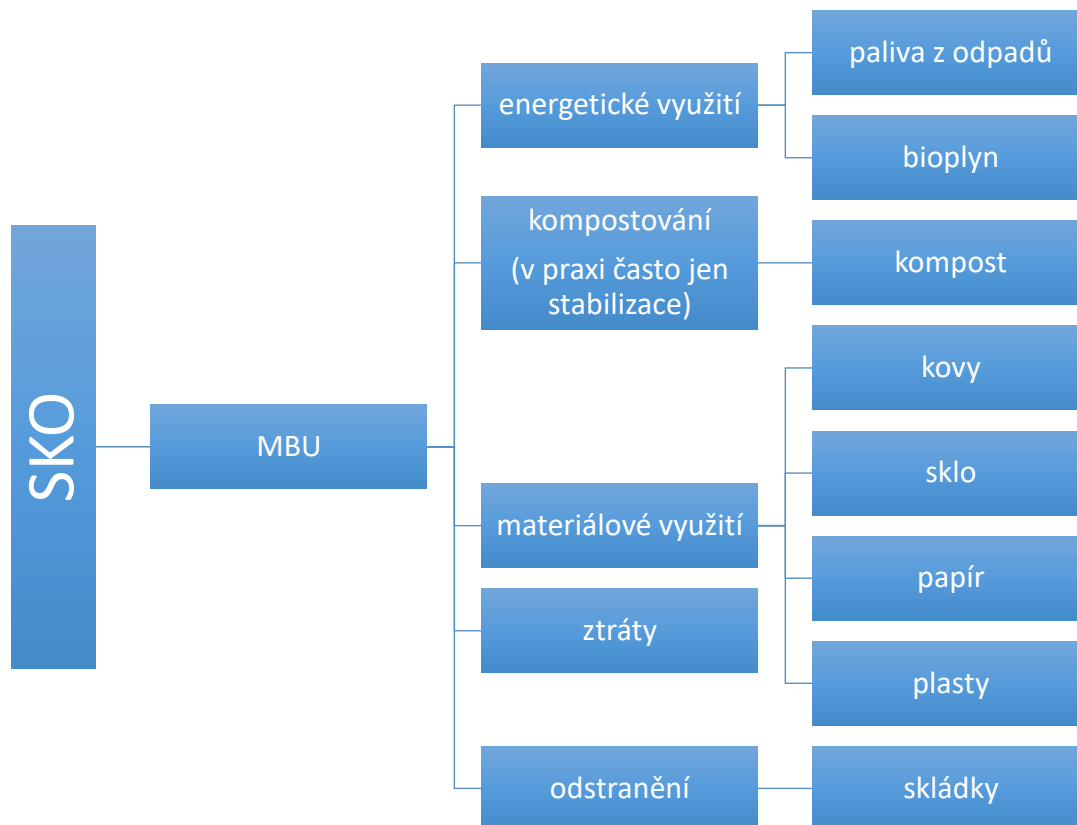 SKO
MBU
energetické využití
paliva z odpadů
bioplyn
kompostování
(v praxi často jen
stabilizace)
kompost
materiálové využití
kovy
sklo
papír
plasty
ztráty
odstranění
skládky